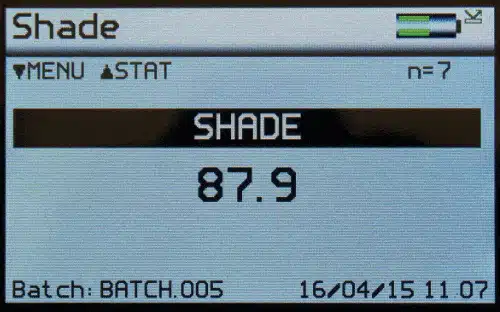 Shade
▼MENU ▲STAT n=7
SHADE
87.9
Batch: BATCH.005 16/04/15 11 07